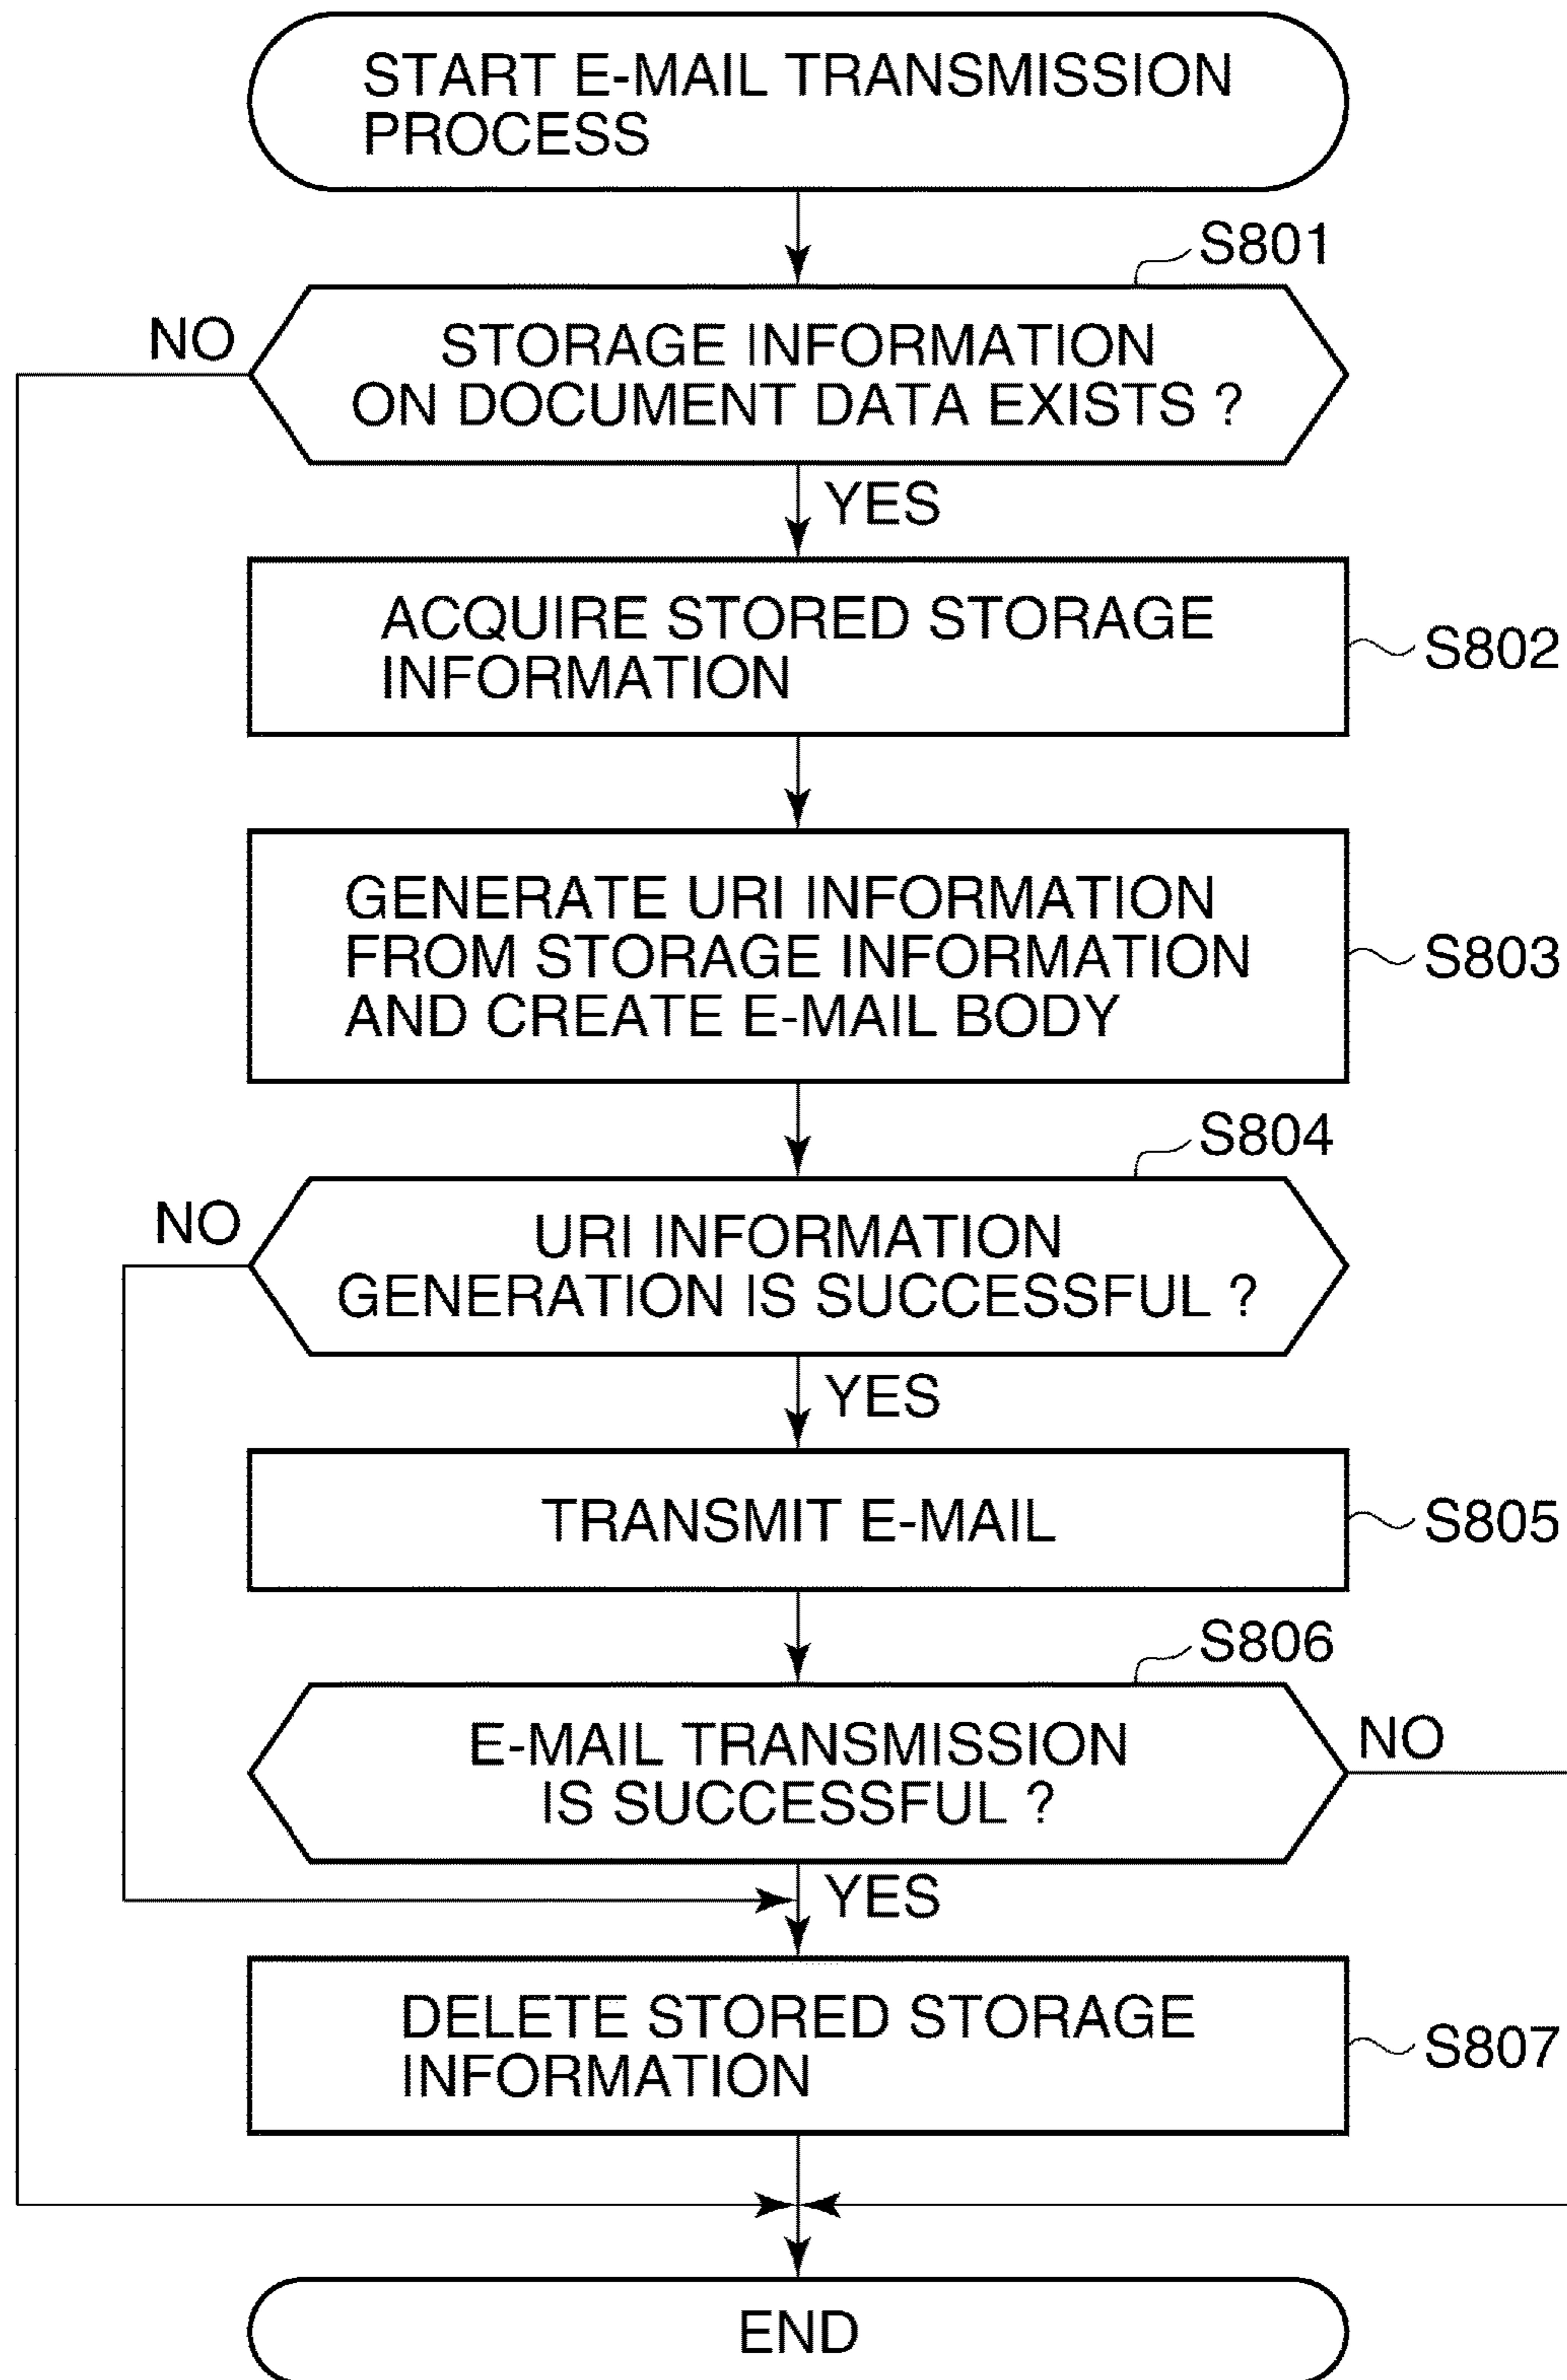 START E-MAIL TRANSMISSION
PROCESS
S801
NO
STORAGE INFORMATION
ON DOCUMENT DATA EXISTS ?
YES
ACQUIRE STORED STORAGE
INFORMATION
S802
GENERATE URI INFORMATION
FROM STORAGE INFORMATION
AND CREATE E-MAIL BODY
S803
S804
NO
URI INFORMATION
GENERATION IS SUCCESSFUL ?
YES
TRANSMIT E-MAIL
S805
S806
E-MAIL TRANSMISSION
IS SUCCESSFUL ?
NO
YES
DELETE STORED STORAGE
INFORMATION
S807
END